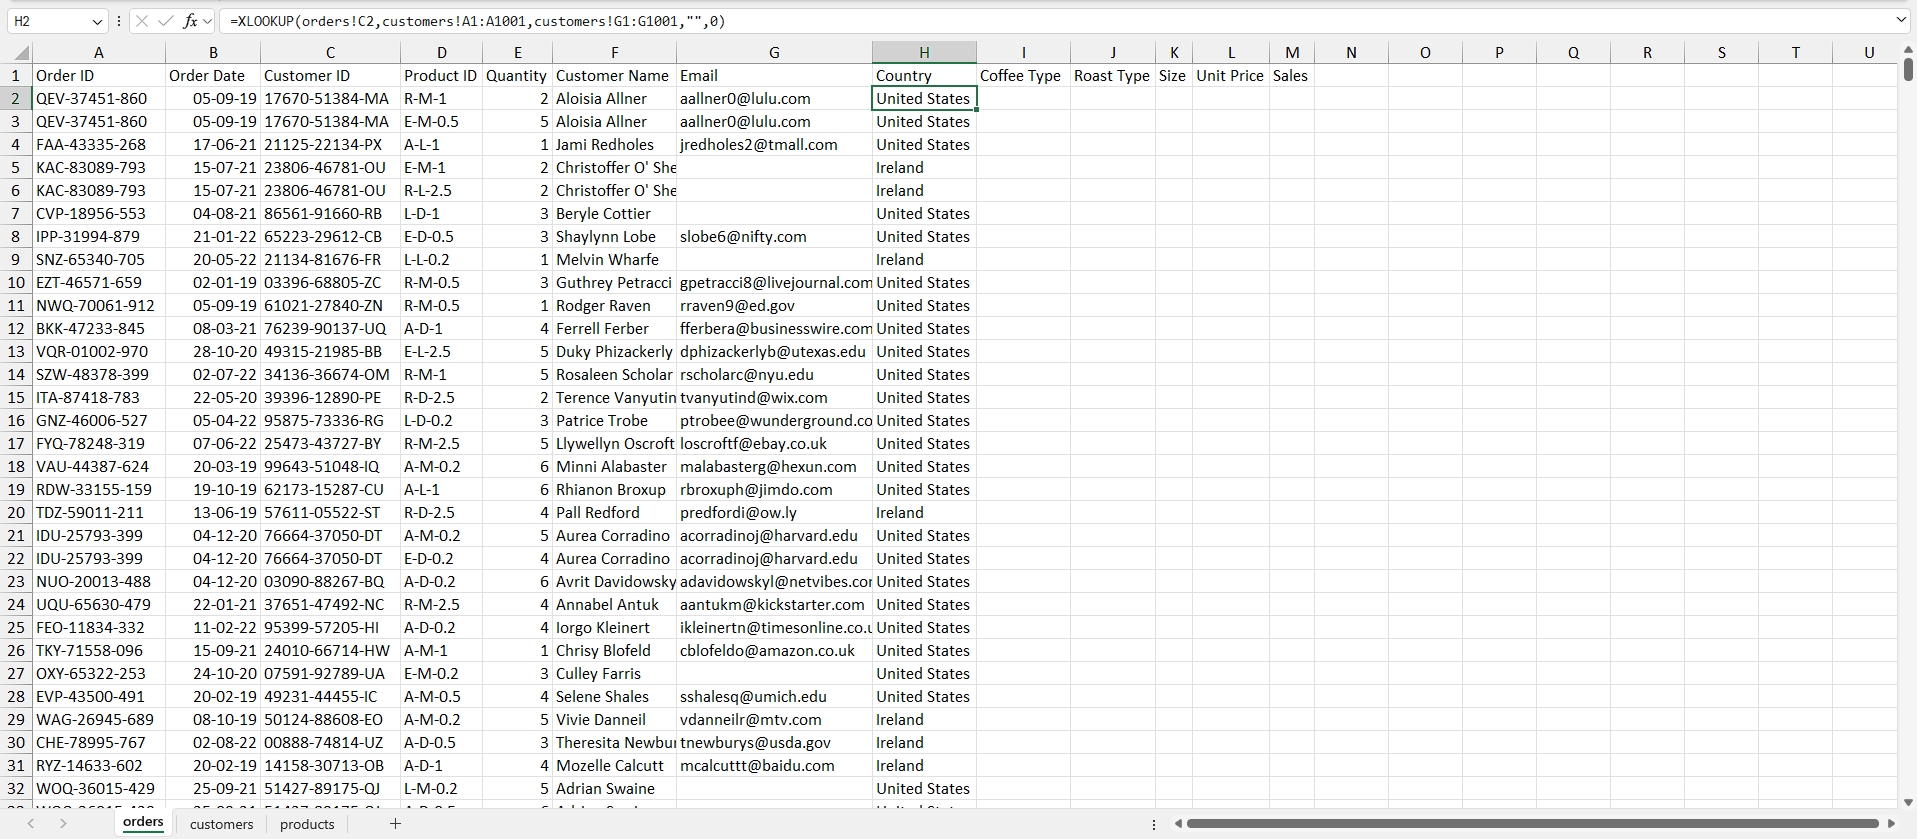 H2 fx =XLOOKUP(orders!C2,customers!A1:A1001,customers!G1:G1001,"",0)
A B C D E F G H I J K L M N O P Q R S T U
1 Order ID Order Date Customer ID Product ID Quantity Customer Name Email Country Coffee Type Roast Type Size Unit Price Sales
2 QEV-37451-860 05-09-19 17670-51384-MA R-M-1 2 Aloisia Allner aallner0@lulu.com United States
3 QEV-37451-860 05-09-19 17670-51384-MA E-M-0.5 5 Aloisia Allner aallner0@lulu.com United States
4 FAA-43335-268 17-06-21 21125-22134-PX A-L-1 1 Jami Redholes jredholes2@tmall.com United States
5 KAC-83089-793 15-07-21 23806-46781-OU E-M-1 2 Christoffer O' She Ireland
6 KAC-83089-793 15-07-21 23806-46781-OU R-L-2.5 2 Christoffer O' She Ireland
7 CVP-18956-553 04-08-21 86561-91660-RB L-D-1 3 Beryle Cottier United States
8 IPP-31994-879 21-01-22 65223-29612-CB E-D-0.5 3 Shaylynn Lobe slobe6@nifty.com United States
9 SNZ-65340-705 20-05-22 21134-81676-FR L-L-0.2 1 Melvin Wharfe Ireland
10 EZT-46571-659 02-01-19 03396-68805-ZC R-M-0.5 3 Guthrey Petracci gpetracci8@livejournal.com United States
11 NWQ-70061-912 05-09-19 61021-27840-ZN R-M-0.5 1 Rodger Raven rraven9@ed.gov United States
12 BKK-47233-845 08-03-21 76239-90137-UQ A-D-1 4 Ferrell Ferber fferbera@businesswire.com United States
13 VQR-01002-970 28-10-20 49315-21985-BB E-L-2.5 5 Duky Phizackerly dphizackerlyb@utexas.edu United States
14 SZW-48378-399 02-07-22 34136-36674-OM R-M-1 5 Rosaleen Scholar rscholarc@nyu.edu United States
15 ITA-87418-783 22-05-20 39396-12890-PE R-D-2.5 2 Terence Vanyutin tvanyutind@wix.com United States
16 GNZ-46006-527 05-04-22 95875-73336-RG L-D-0.2 3 Patrice Trobe ptrobee@wunderground.co United States
17 FYQ-78248-319 07-06-22 25473-43727-BY R-M-2.5 5 Llywellyn Oscroft loscroftf@ebay.co.uk United States
18 VAU-44387-624 20-03-19 99643-51048-IQ A-M-0.2 6 Minni Alabaster malabasterg@hexun.com United States
19 RDW-33155-159 19-10-19 62173-15287-CU A-L-1 6 Rhianon Broxup rbroxuph@jimdo.com United States
20 TDZ-59011-211 13-06-19 57611-05522-ST R-D-2.5 4 Pall Redford predfordi@ow.ly Ireland
21 IDU-25793-399 04-12-20 76664-37050-DT A-M-0.2 5 Aurea Corradino acorradinoj@harvard.edu United States
22 IDU-25793-399 04-12-20 76664-37050-DT E-D-0.2 4 Aurea Corradino acorradinoj@harvard.edu United States
23 NUO-20013-488 04-12-20 03090-88267-BQ A-D-0.2 6 Avrit Davidowsky adavidowskyl@netvibes.co United States
24 UQU-65630-479 22-01-21 37651-47492-NC R-M-2.5 4 Annabel Antuk aantukm@kickstarter.com United States
25 FEO-11834-332 11-02-22 95399-57205-HI A-D-0.2 4 Iorgo Kleinert ikleinertn@timesonline.co.u United States
26 TKY-71558-096 15-09-21 24010-66714-HW A-M-1 1 Chrisy Blofeld cblofeldo@amazon.co.uk United States
27 OXY-65322-253 24-10-20 07591-92789-UA E-M-0.2 3 Culley Farris United States
28 EVP-43500-491 20-02-19 49231-44455-IC A-M-0.5 4 Selene Shales sshalesq@umich.edu United States
29 WAG-26945-689 08-10-19 50124-88608-EO A-M-0.2 5 Vivie Danneil vdanneilr@mtv.com Ireland
30 CHE-78995-767 02-08-22 00888-74814-UZ A-D-0.5 3 Theresita Newbu tnewburys@usda.gov Ireland
31 RYZ-14633-602 20-02-19 14158-30713-OB A-D-1 4 Mozelle Calcutt mcalcuttt@baidu.com Ireland
32 WOQ-36015-429 25-09-21 51427-89175-QJ L-M-0.2 5 Adrian Swaine United States
orders customers products +